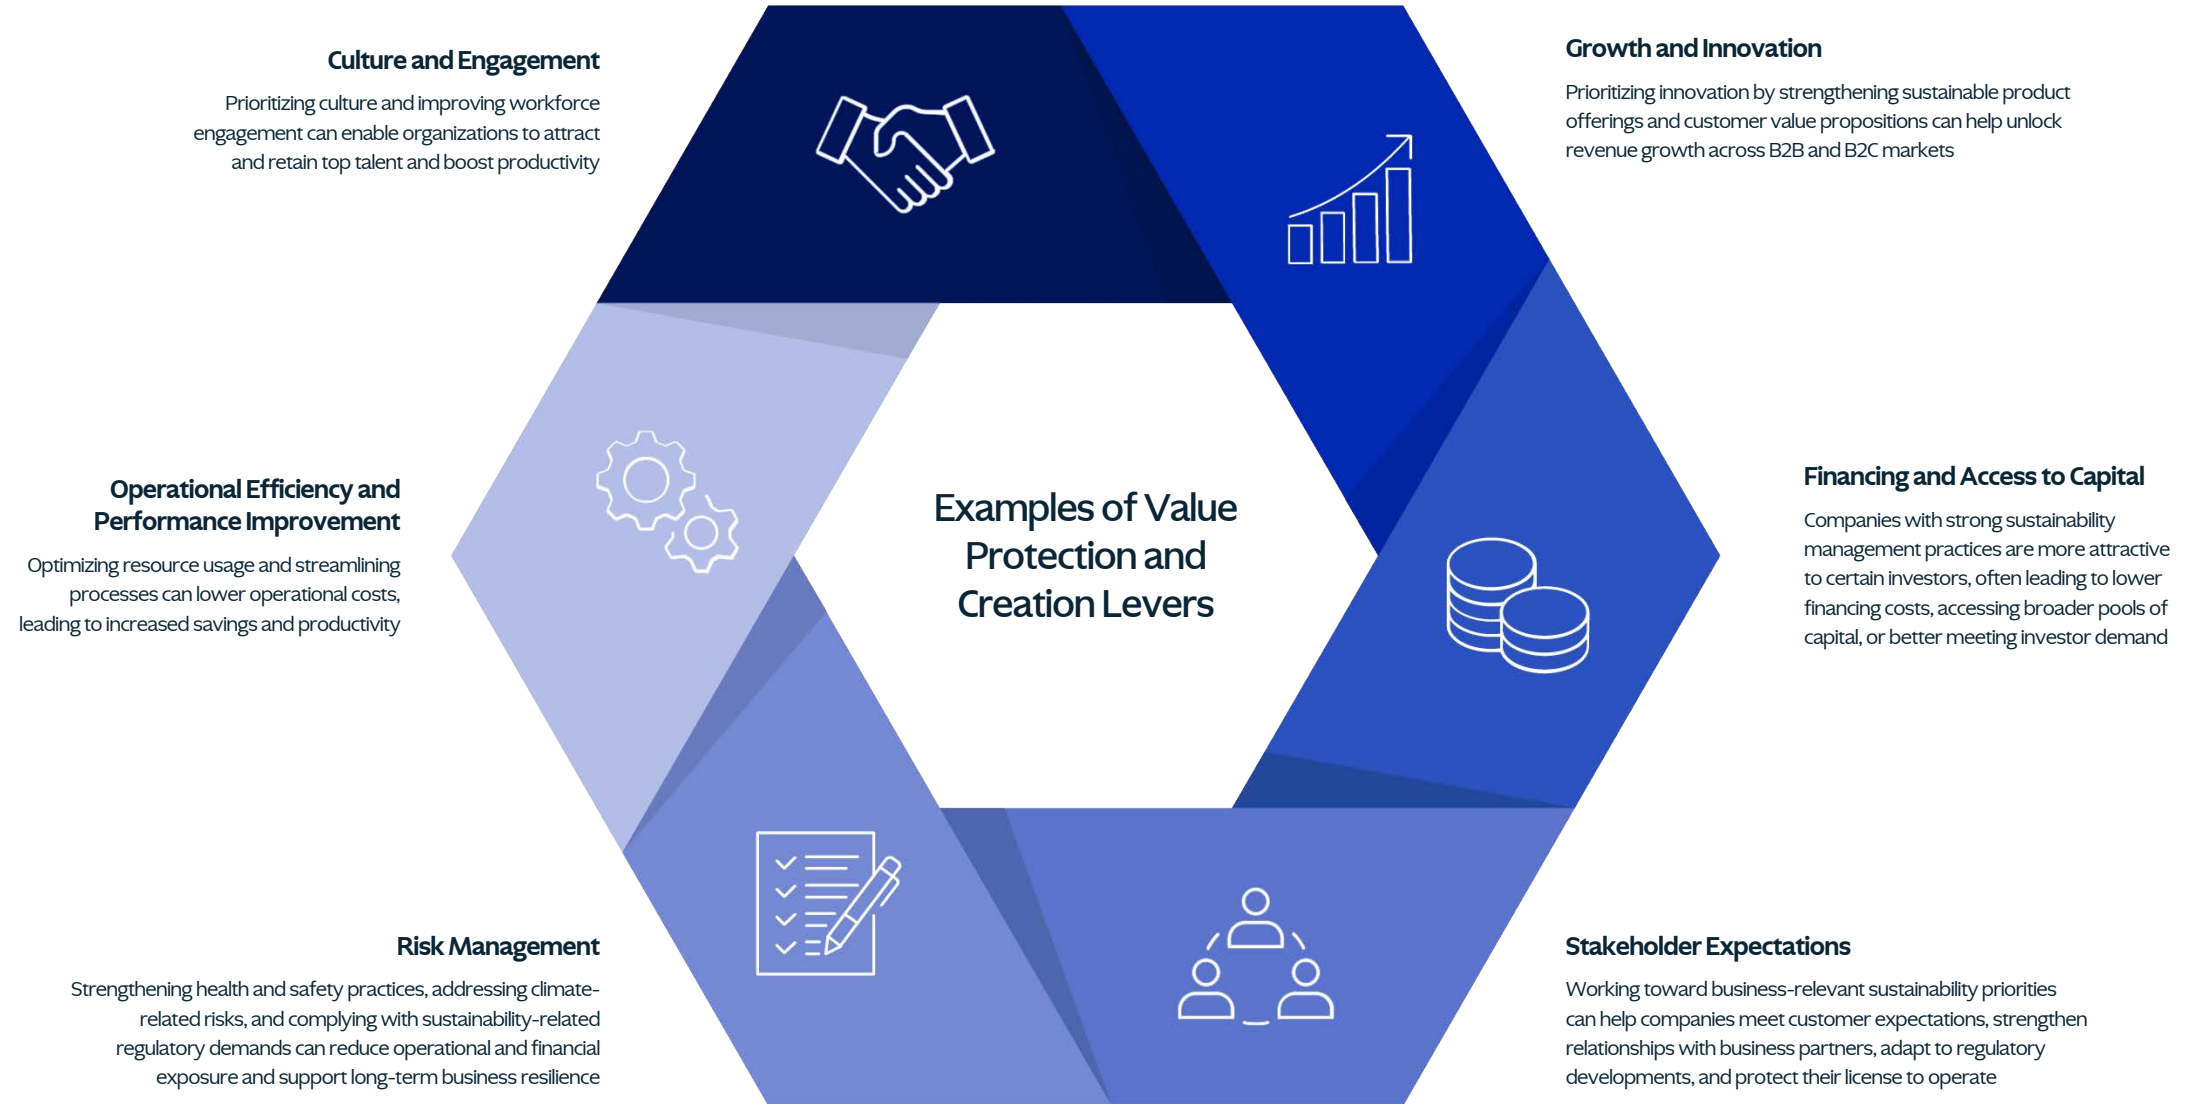 Culture and Engagement
Prioritizing culture and improving workforce
engagement can enable organizations to attract
and retain top talent and boost productivity
Growth and Innovation
Prioritizing innovation by strengthening sustainable product
offerings and customer value propositions can help unlock
revenue growth across B2B and B2C markets
Operational Efficiency and
Performance Improvement
Optimizing resource usage and streamlining
processes can lower operational costs,
leading to increased savings and productivity
Examples of Value
Protection and
Creation Levers
Financing and Access to Capital
Companies with strong sustainability
management practices are more attractive
to certain investors, often leading to lower
financing costs, accessing broader pools of
capital, or better meeting investor demand
Risk Management
Strengthening health and safety practices, addressing climate-
related risks, and complying with sustainability-related
regulatory demands can reduce operational and financial
exposure and support long-term business resilience
Stakeholder Expectations
Working toward business-relevant sustainability priorities
can help companies meet customer expectations, strengthen
relationships with business partners, adapt to regulatory
developments, and protect their license to operate